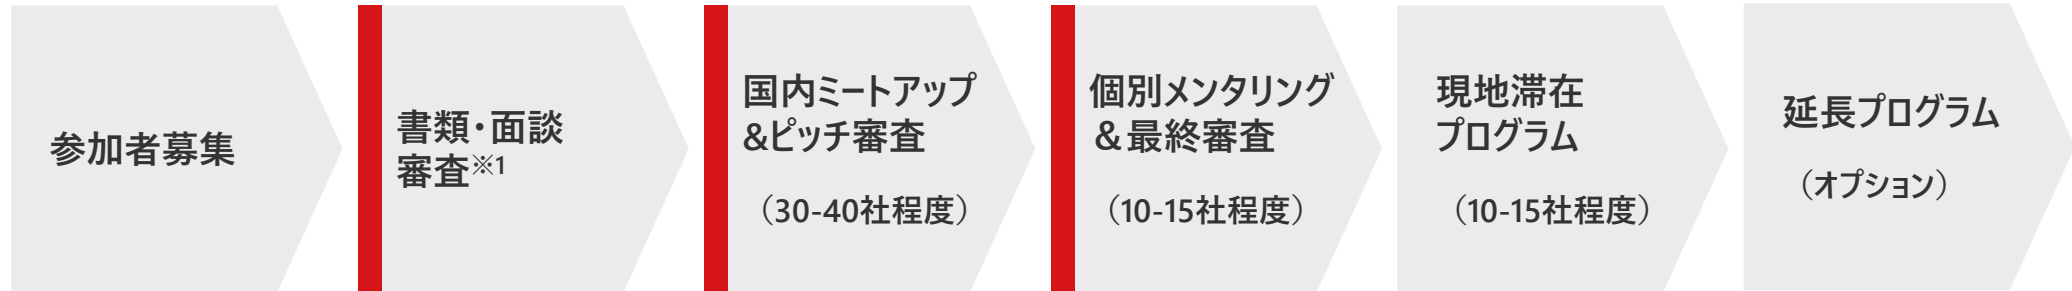 参加者募集
書類・面談
審査※1
国内ミートアップ
&ピッチ審査
（30-40社程度）
個別メンタリング
＆最終審査
（10-15社程度）
現地滞在
プログラム
（10-15社程度）
延長プログラム
（オプション）